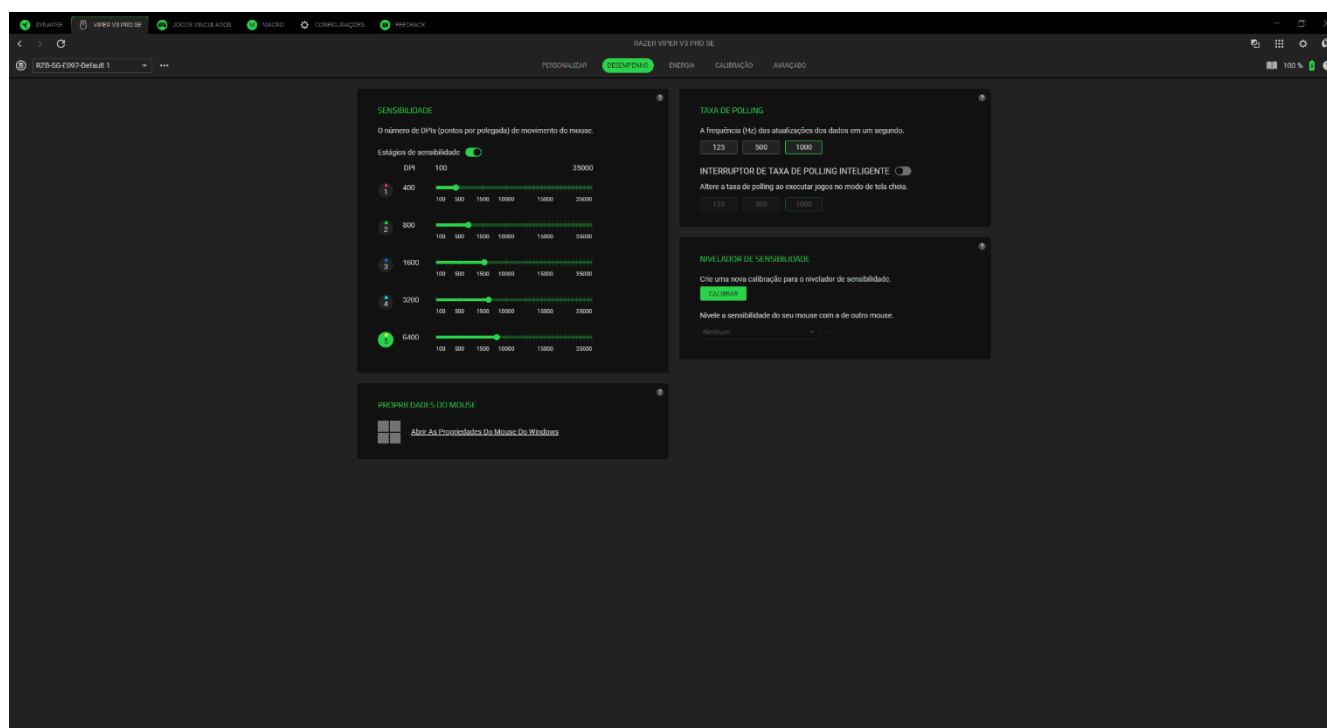 SYNAPSE VIPER V3 PRO SE JOGOS VINCULADOS MACRO CONFIGURAÇÕES FEEDBACK
RAZER VIPER V3 PRO SE
RZB-SG-F097-Default 1
PERSONALIZAR DESEMPENHO ENERGIA CALIBRAÇÃO AVANÇADO
100 %
SENSIBILIDADE
O número de DPIs (pontos por polegada) de movimento do mouse.
Estágios de sensibilidade
DPI 100 35000
1 400
100 500 1500 10000 15000 35000
2 800
100 500 1500 10000 15000 35000
3 1600
100 500 1500 10000 15000 35000
4 3200
100 500 1500 10000 15000 35000
5 6400
100 500 1500 10000 15000 35000
PROPRIEDADES DO MOUSE
Abrir As Propriedades Do Mouse Do Windows
TAXA DE POLLING
A frequência (Hz) das atualizações dos dados em um segundo.
125 500 1000
INTERRUPTOR DE TAXA DE POLLING INTELIGENTE
Altere a taxa de polling ao executar jogos no modo de tela cheia.
125 500 1000
NIVELADOR DE SENSIBILIDADE
Crie uma nova calibração para o nivelador de sensibilidade.
CALIBRAR
Nivele a sensibilidade do seu mouse com a de outro mouse.
Nenhum